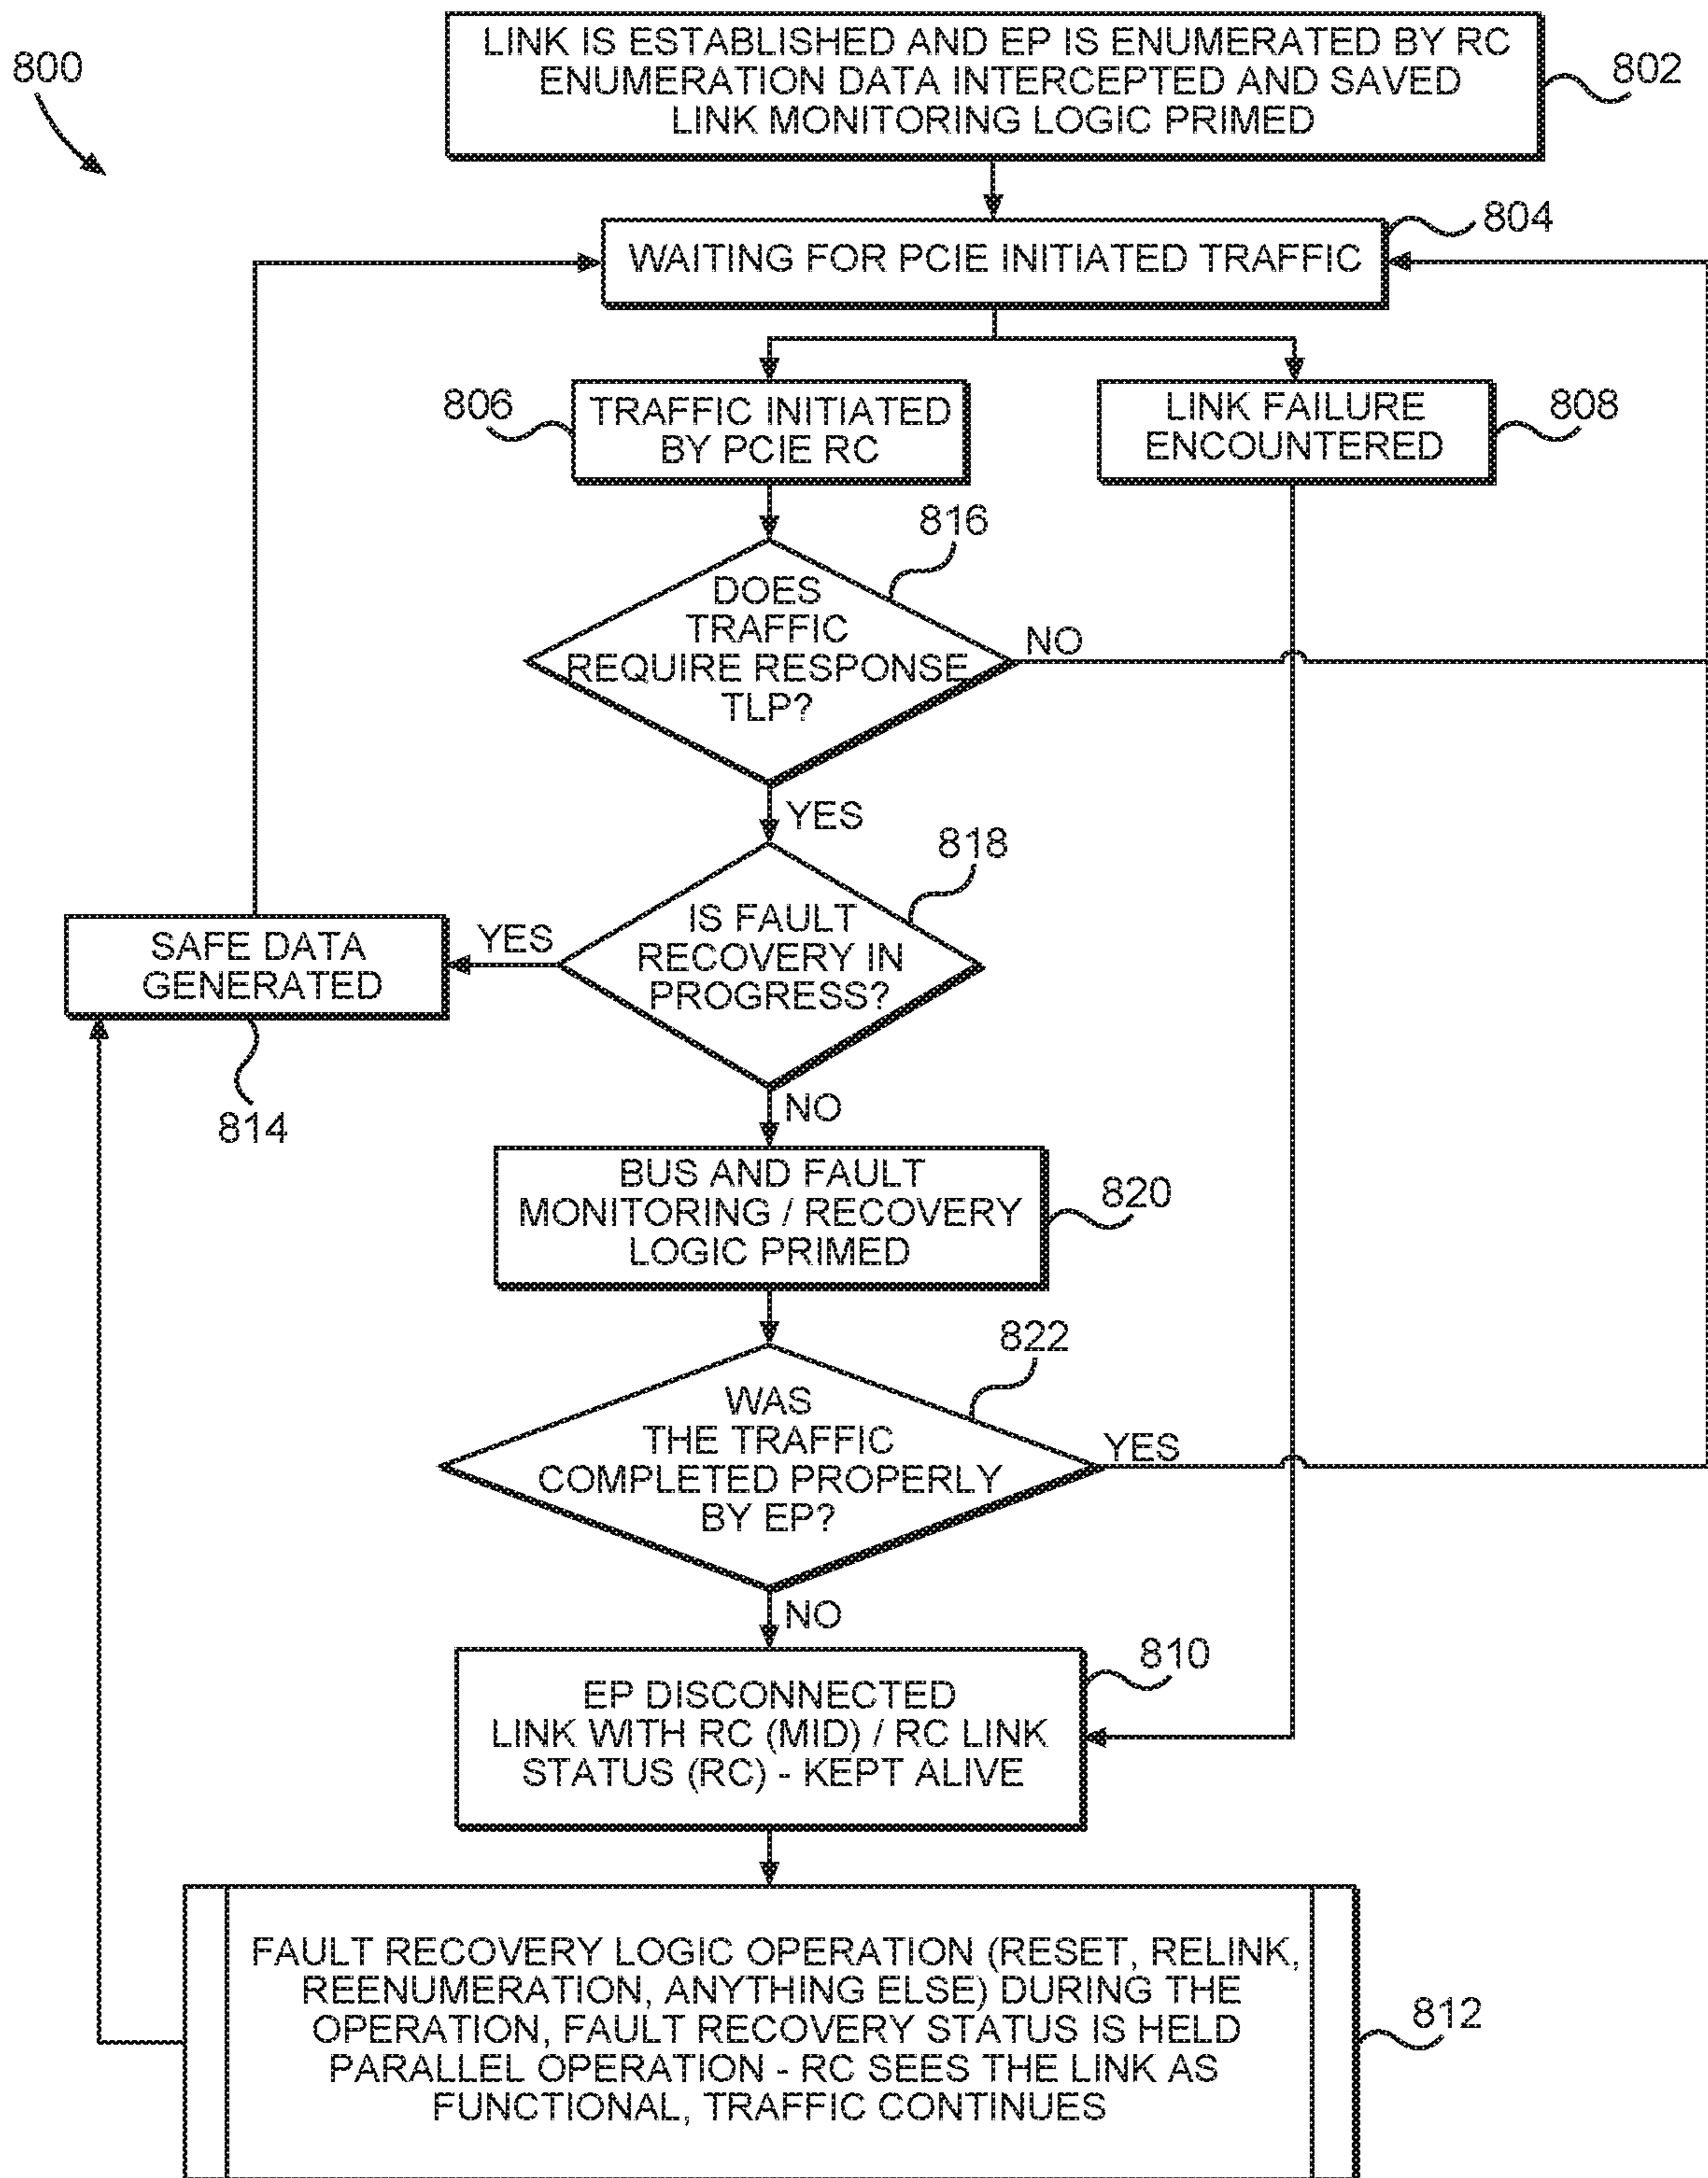 800
LINK IS ESTABLISHED AND EP IS ENUMERATED BY RC
ENUMERATION DATA INTERCEPTED AND SAVED
LINK MONITORING LOGIC PRIMED
802
WAITING FOR PCIE INITIATED TRAFFIC
804
806
TRAFFIC INITIATED
BY PCIE RC
LINK FAILURE
ENCOUNTERED
808
816
DOES
TRAFFIC
REQUIRE RESPONSE
TLP?
NO
YES
818
IS FAULT
RECOVERY IN
PROGRESS?
YES
SAFE DATA
GENERATED
814
NO
BUS AND FAULT
MONITORING / RECOVERY
LOGIC PRIMED
820
822
WAS
THE TRAFFIC
COMPLETED PROPERLY
BY EP?
YES
NO
810
EP DISCONNECTED
LINK WITH RC (MID) / RC LINK
STATUS (RC) - KEPT ALIVE
FAULT RECOVERY LOGIC OPERATION (RESET, RELINK,
REENUMERATION, ANYTHING ELSE) DURING THE
OPERATION, FAULT RECOVERY STATUS IS HELD
PARALLEL OPERATION - RC SEES THE LINK AS
FUNCTIONAL, TRAFFIC CONTINUES
812